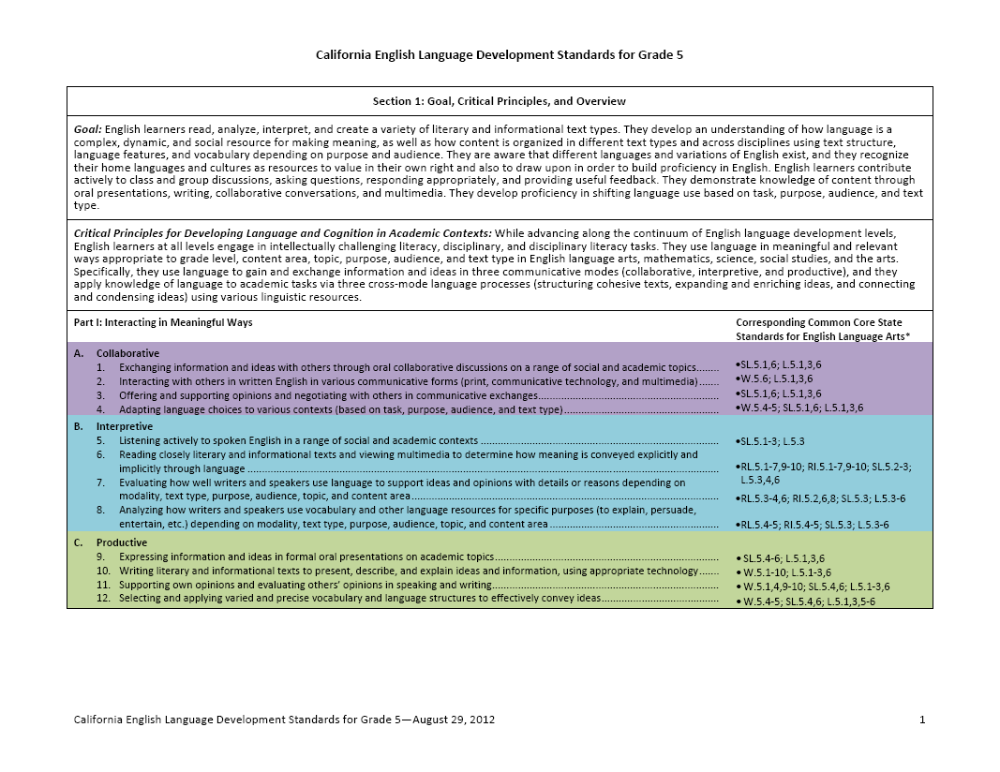 California English Language Development Standards for Grade 5
Section 1: Goal, Critical Principles, and Overview
Goal: English learners read, analyze, interpret, and create a variety of literary and informational text types. They develop an understanding of how language is a
complex, dynamic, and social resource for making meaning, as well as how content is organized in different text types and across disciplines using text structure,
language features, and vocabulary depending on purpose and audience. They are aware that different languages and variations of English exist, and they recognize
their home languages and cultures as resources to value in their own right and also to draw upon in order to build proficiency in English. English learners contribute
actively to class and group discussions, asking questions, responding appropriately, and providing useful feedback. They demonstrate knowledge of content through
oral presentations, writing, collaborative conversations, and multimedia. They develop proficiency in shifting language use based on task, purpose, audience, and text
type.
Critical Principles for Developing Language and Cognition in Academic Contexts: While advancing along the continuum of English language development levels,
English learners at all levels engage in intellectually challenging literacy, disciplinary, and disciplinary literacy tasks. They use language in meaningful and relevant
ways appropriate to grade level, content area, topic, purpose, audience, and text type in English language arts, mathematics, science, social studies, and the arts.
Specifically, they use language to gain and exchange information and ideas in three communicative modes (collaborative, interpretive, and productive), and they
apply knowledge of language to academic tasks via three cross-mode language processes (structuring cohesive texts, expanding and enriching ideas, and connecting
and condensing ideas) using various linguistic resources.
Part I: Interacting in Meaningful Ways
Corresponding Common Core State
Standards for English Language Arts*
A. Collaborative
1. Exchanging information and ideas with others through oral collaborative discussions on a range of social and academic topics........ •SL.5.1,6; L.5.1,3,6
2. Interacting with others in written English in various communicative forms (print, communicative technology, and multimedia)....... •W.5.6; L.5.1,3,6
3. Offering and supporting opinions and negotiating with others in communicative exchanges........ •SL.5.1,6; L.5.1,3,6
4. Adapting language choices to various contexts (based on task, purpose, audience, and text type)........ •W.5.4-5; SL.5.1,6; L.5.1,3,6
B. Interpretive
5. Listening actively to spoken English in a range of social and academic contexts ........ •SL.5.1-3; L.5.3
6. Reading closely literary and informational texts and viewing multimedia to determine how meaning is conveyed explicitly and
implicitly through language ........ •RL.5.1-7,9-10; RI.5.1-7,9-10; SL.5.2-3;
L.5.3,4,6
7. Evaluating how well writers and speakers use language to support ideas and opinions with details or reasons depending on
modality, text type, purpose, audience, topic, and content area........ •RL.5.3-4,6; RI.5.2,6,8; SL.5.3; L.5.3-6
8. Analyzing how writers and speakers use vocabulary and other language resources for specific purposes (to explain, persuade,
entertain, etc.) depending on modality, text type, purpose, audience, topic, and content area ........ •RL.5.4-5; RI.5.4-5; SL.5.3; L.5.3-6
C. Productive
9. Expressing information and ideas in formal oral presentations on academic topics........ • SL.5.4-6; L.5.1,3,6
10. Writing literary and informational texts to present, describe, and explain ideas and information, using appropriate technology....... • W.5.1-10; L.5.1-3,6
11. Supporting own opinions and evaluating others' opinions in speaking and writing........ • W.5.1,4,9-10; SL.5.4,6; L.5.1-3,6
12. Selecting and applying varied and precise vocabulary and language structures to effectively convey ideas........ • W.5.4-5; SL.5.4,6; L.5.1,3,5-6
California English Language Development Standards for Grade 5—August 29, 2012 1